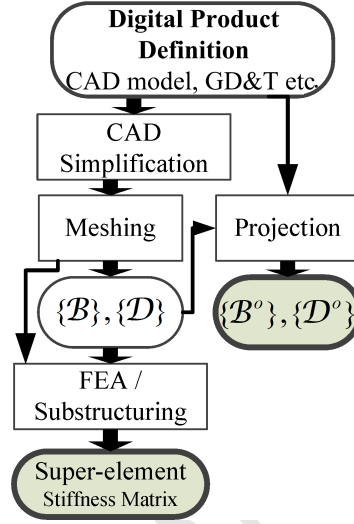 Digital Product
Definition
CAD model, GD&T etc.
CAD
Simplification
Meshing
Projection
{ℬ}, {𝒟}
{ℬᵒ}, {𝒟ᵒ}
FEA /
Substructuring
Super-element
Stiffness Matrix